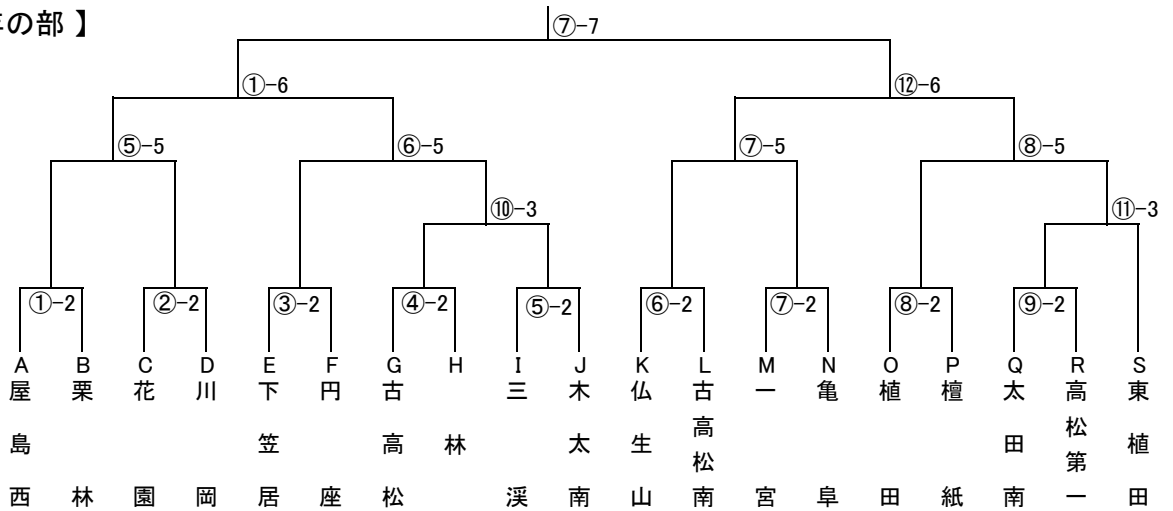 年の部 】
⑦-7
①-6
⑫-6
⑤-5
⑥-5
⑦-5
⑧-5
⑩-3
⑪-3
①-2
②-2
③-2
④-2
⑤-2
⑥-2
⑦-2
⑧-2
⑨-2
A B C D E F G H I J K L M N O P Q R S
屋島西
栗林
花園
川岡
下笠居
円座
古高松
林
三渓
木太南
仏生山
古高松南
一宮
亀阜
植田
檀紙
太田南
高松第一
東植田